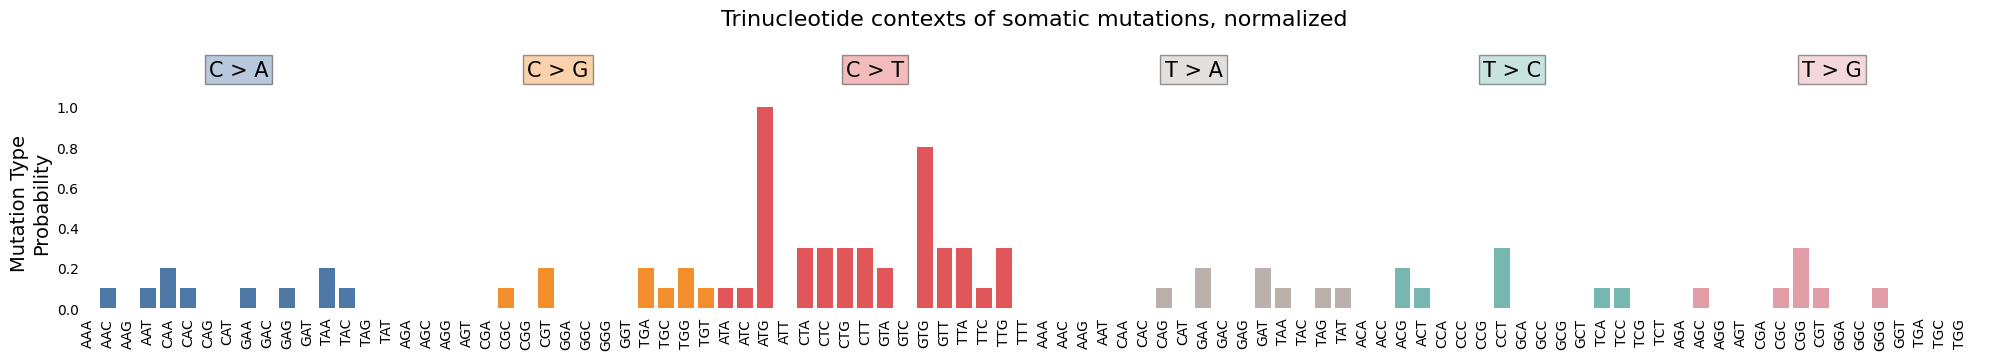 Trinucleotide contexts of somatic mutations, normalized
C > A
C > G
C > T
T > A
T > C
T > G
Mutation Type
Probability
1.0
0.8
0.6
0.4
0.2
0.0
AAA
AAC
AAG
AAT
CAA
CAC
CAG
CAT
GAA
GAC
GAG
GAT
TAA
TAC
TAG
TAT
AGA
AGC
AGG
AGT
CGA
CGC
CGG
CGT
GGA
GGC
GGG
GGT
TGA
TGC
TGG
TGT
ATA
ATC
ATG
ATT
CTA
CTC
CTG
CTT
GTA
GTC
GTG
GTT
TTA
TTC
TTG
TTT
AAA
AAC
AAG
AAT
CAA
CAC
CAG
CAT
GAA
GAC
GAG
GAT
TAA
TAC
TAG
TAT
ACA
ACC
ACG
ACT
CCA
CCC
CCG
CCT
GCA
GCC
GCG
GCT
TCA
TCC
TCG
TCT
AGA
AGC
AGG
AGT
CGA
CGC
CGG
CGT
GGA
GGC
GGG
GGT
TGA
TGC
TGG